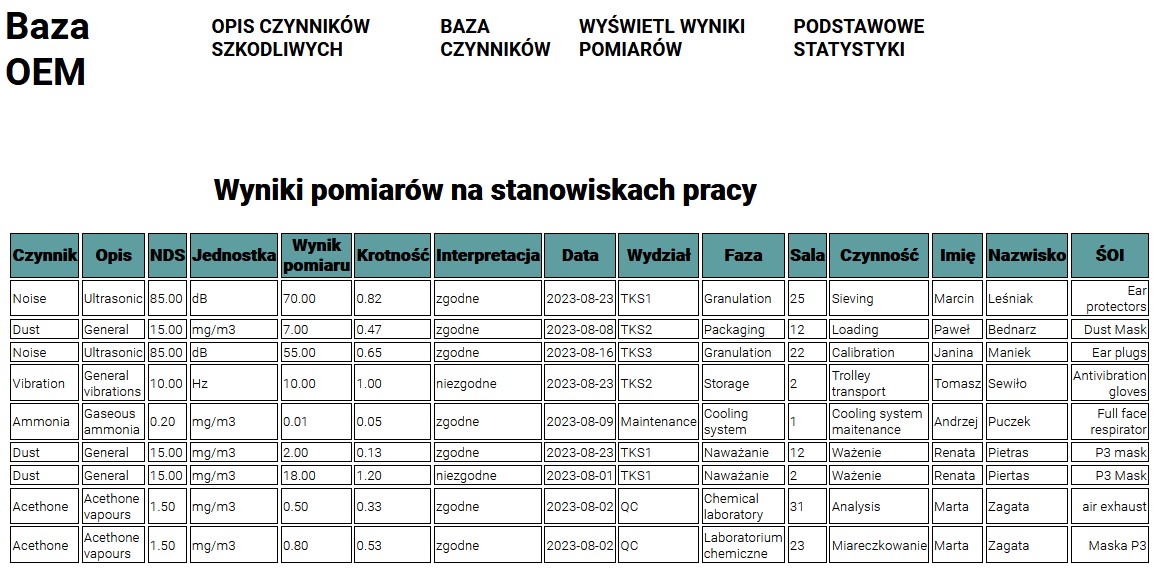 Baza
OEM
OPIS CZYNNIKÓW
SZKODLIWYCH
BAZA
CZYNNIKÓW
WYŚWIETL WYNIKI
POMIARÓW
PODSTAWOWE
STATYSTYKI
Wyniki pomiarów na stanowiskach pracy
Czynnik Opis NDS Jednostka Wynik pomiaru Krotność Interpretacja Data Wydział Faza Sala Czynność Imię Nazwisko ŚOI
Noise Ultrasonic 85.00 dB 70.00 0.82 zgodne 2023-08-23 TKS1 Granulation 25 Sieving Marcin Leśniak Ear protectors
Dust General 15.00 mg/m3 7.00 0.47 zgodne 2023-08-08 TKS2 Packaging 12 Loading Paweł Bednarz Dust Mask
Noise Ultrasonic 85.00 dB 55.00 0.65 zgodne 2023-08-16 TKS3 Granulation 22 Calibration Janina Maniek Ear plugs
Vibration General vibrations 10.00 Hz 10.00 1.00 niezgodne 2023-08-23 TKS2 Storage 2 Trolley transport Tomasz Sewiło Antivibration gloves
Ammonia Gaseous ammonia 0.20 mg/m3 0.01 0.05 zgodne 2023-08-09 Maintenance Cooling system 1 Cooling system maitenance Andrzej Puczek Full face respirator
Dust General 15.00 mg/m3 2.00 0.13 zgodne 2023-08-23 TKS1 Naważanie 12 Ważenie Renata Pietras P3 mask
Dust General 15.00 mg/m3 18.00 1.20 niezgodne 2023-08-01 TKS1 Naważanie 2 Ważenie Renata Piertas P3 Mask
Acethone Acethone vapours 1.50 mg/m3 0.50 0.33 zgodne 2023-08-02 QC Chemical laboratory 31 Analysis Marta Zagata air exhaust
Acethone Acethone vapours 1.50 mg/m3 0.80 0.53 zgodne 2023-08-02 QC Laboratorium chemiczne 23 Miareczkowanie Marta Zagata Maska P3